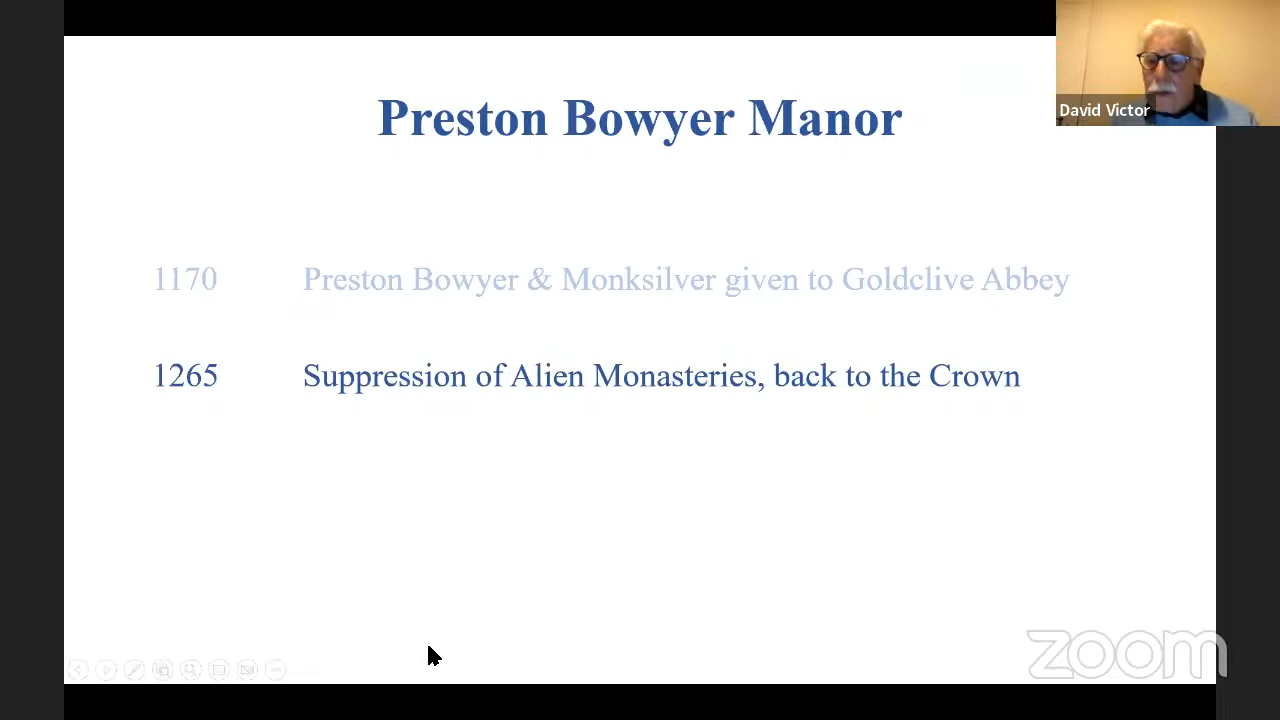 Preston Bowyer Manor
David Victor
1170 Preston Bowyer & Monksilver given to Goldclive Abbey
1265 Suppression of Alien Monasteries, back to the Crown
zoom